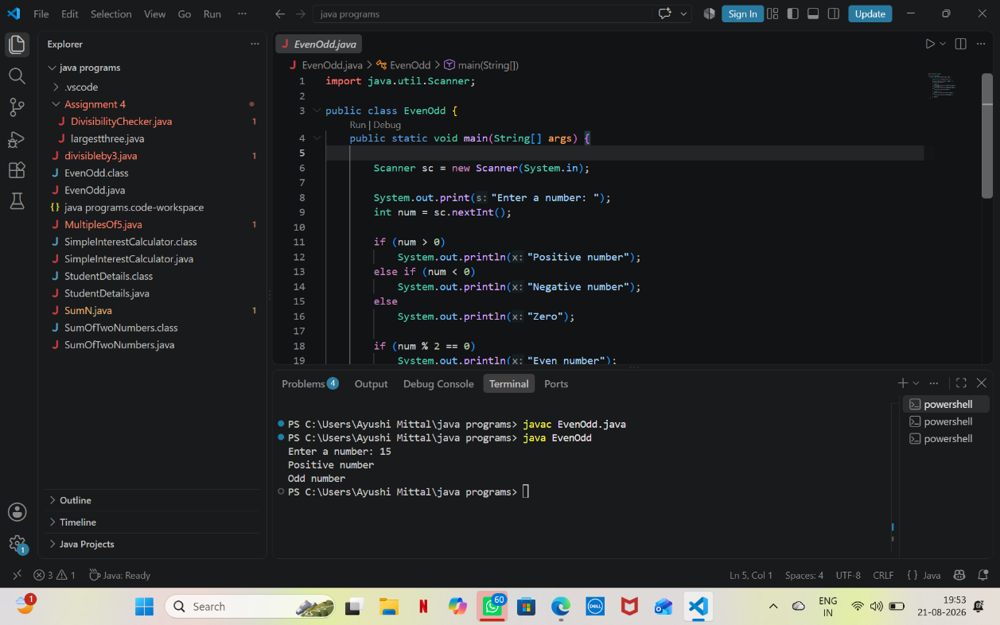 File Edit Selection View Go Run ··· java programs Sign In Update
Explorer ···
java programs
.vscode
Assignment 4
DivisibilityChecker.java 1
largestthree.java
divisibleby3.java 1
EvenOdd.class
EvenOdd.java
{} java programs.code-workspace
MultiplesOf5.java 1
SimpleInterestCalculator.class
SimpleInterestCalculator.java
StudentDetails.class
StudentDetails.java
SumN.java 1
SumOfTwoNumbers.class
SumOfTwoNumbers.java
Outline
Timeline
Java Projects
1
EvenOdd.java
EvenOdd.java > EvenOdd > main(String[])
1 import java.util.Scanner;
2
3 public class EvenOdd {
Run | Debug
4 public static void main(String[] args) {
5
6 Scanner sc = new Scanner(System.in);
7
8 System.out.print(s: "Enter a number: ");
9 int num = sc.nextInt();
10
11 if (num > 0)
12 System.out.println(x: "Positive number");
13 else if (num < 0)
14 System.out.println(x: "Negative number");
15 else
16 System.out.println(x: "Zero");
17
18 if (num % 2 == 0)
19 System.out.println(x: "Even number");
Problems 4 Output Debug Console Terminal Ports
PS C:\Users\Ayushi Mittal\java programs> javac EvenOdd.java
PS C:\Users\Ayushi Mittal\java programs> java EvenOdd
Enter a number: 15
Positive number
Odd number
PS C:\Users\Ayushi Mittal\java programs>
powershell
powershell
powershell
3 1 Java: Ready Ln 5, Col 1 Spaces: 4 UTF-8 CRLF {} Java
1 Search N 60 DELL ENG IN 19:53 21-08-2026